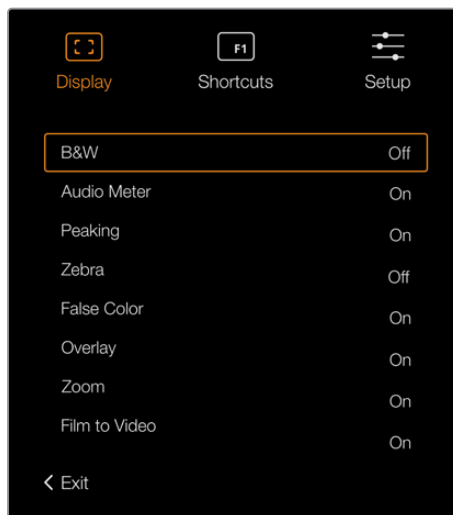 F1
Display Shortcuts Setup
B&W Off
Audio Meter On
Peaking On
Zebra Off
False Color On
Overlay On
Zoom On
Film to Video On
Exit